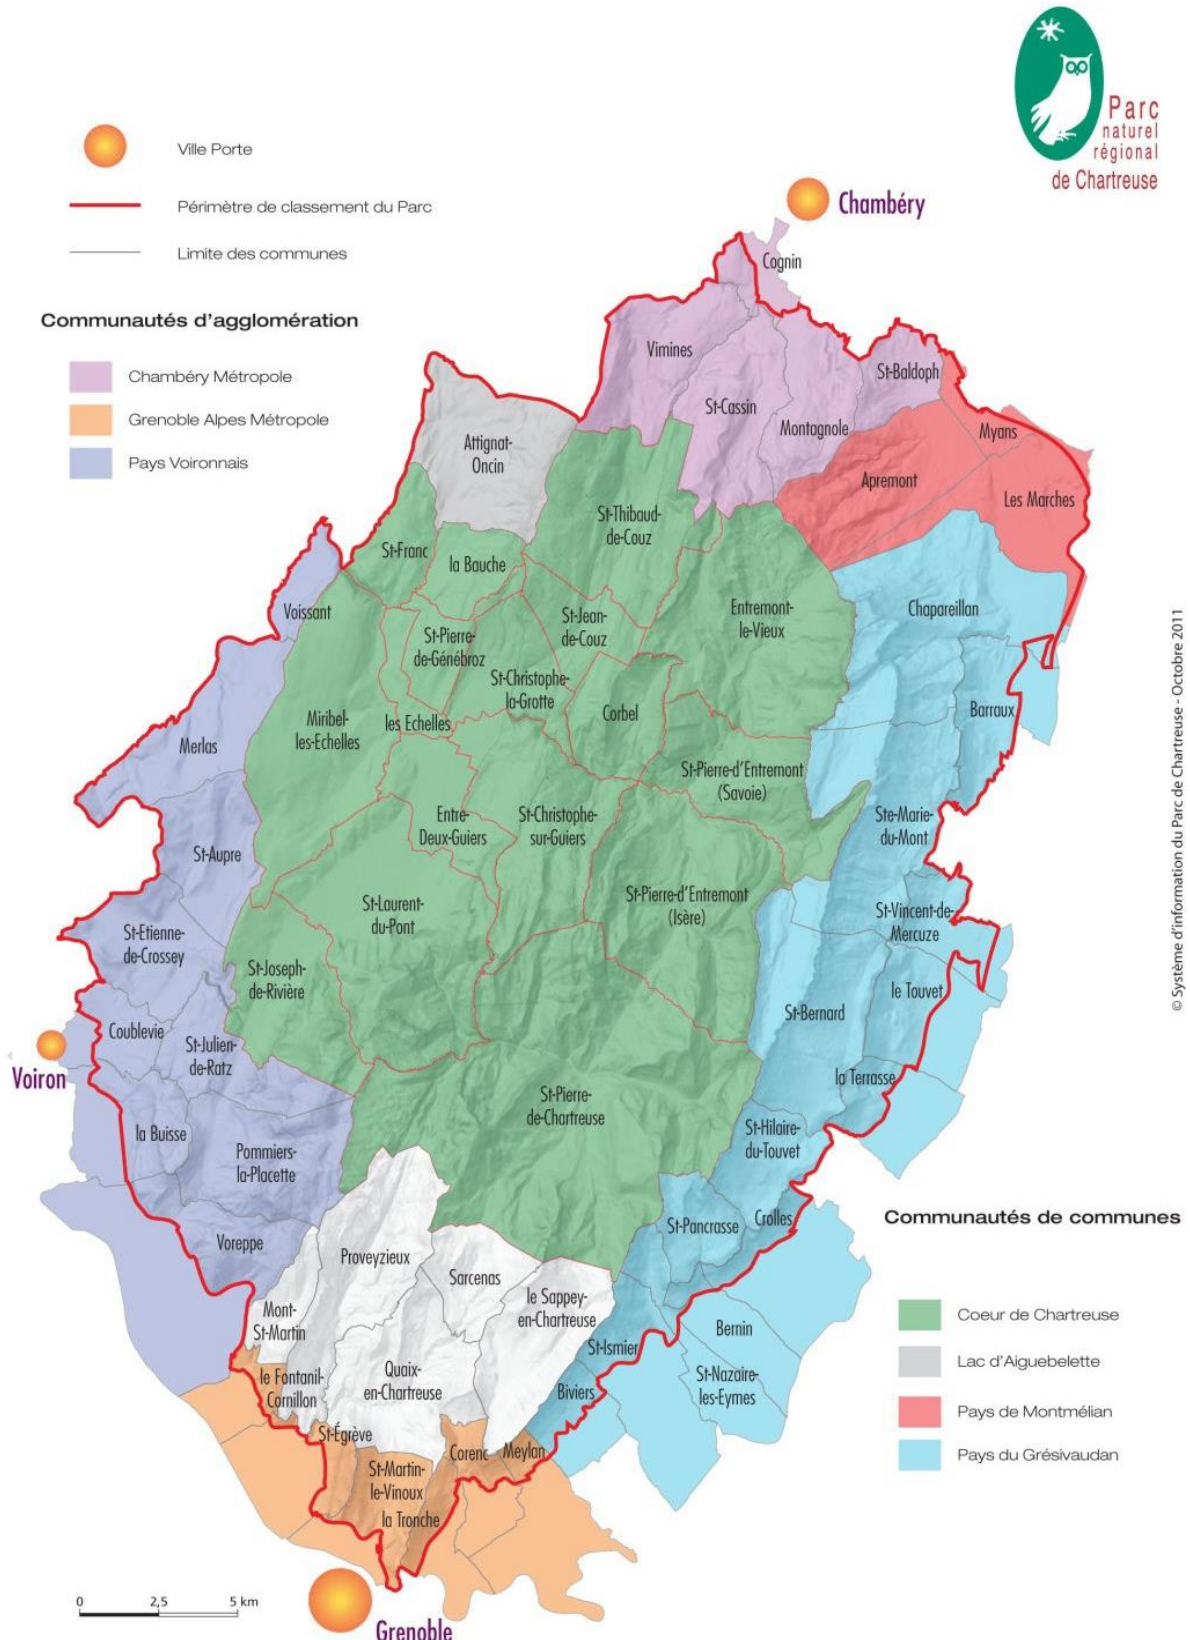 Parc
naturel
régional
de Chartreuse
Ville Porte
Périmètre de classement du Parc
Limite des communes
Communautés d'agglomération
Chambéry Métropole
Grenoble Alpes Métropole
Pays Voironnais
Chambéry
Cognin
Vimines
St-Baldoph
St-Cassin
Montagnole
Myans
Attignat-
Oncin
Apremont
Les Marches
St-Thibaud-
de-Couz
St-Franc
la Bauche
Voissant
Entremont-
le-Vieux
Chapareillan
St-Jean-
de-Couz
St-Pierre-
de-Génébroz
St-Christophe-
la-Grotte
Miribel-
les-Echelles
les Echelles
Corbel
Barraux
Merlas
St-Pierre-d'Entremont
(Savoie)
Entre-
Deux-Guiers
St-Christophe-
sur-Guiers
Ste-Marie-
du-Mont
St-Aupre
St-Laurent-
du-Pont
St-Pierre-d'Entremont
(Isère)
St-Vincent-de-
Mercuze
St-Etienne-
de-Crossey
St-Joseph-
de-Rivière
le Touvet
St-Bernard
Coublevie
St-Julien-
de-Ratz
Voiron
la Terrasse
St-Pierre-
de-Chartreuse
la Buisse
St-Hilaire-
du-Touvet
Pommiers-
la-Placette
St-Pancrasse
Crolles
Voreppe
Proveyzieux
Sarcenas
le Sappey-
en-Chartreuse
Mont-
St-Martin
Bernin
St-Ismier
le Fontanil-
Cornillon
Quaix-
en-Chartreuse
Biviers
St-Nazaire-
les-Eymes
St-Égrève
Corenc
Meylan
St-Martin-
le-Vinoux
la Tronche
Grenoble
0 2,5 5 km
Communautés de communes
Coeur de Chartreuse
Lac d'Aiguebelette
Pays de Montmélian
Pays du Grésivaudan
© Système d'information du Parc de Chartreuse - Octobre 2011